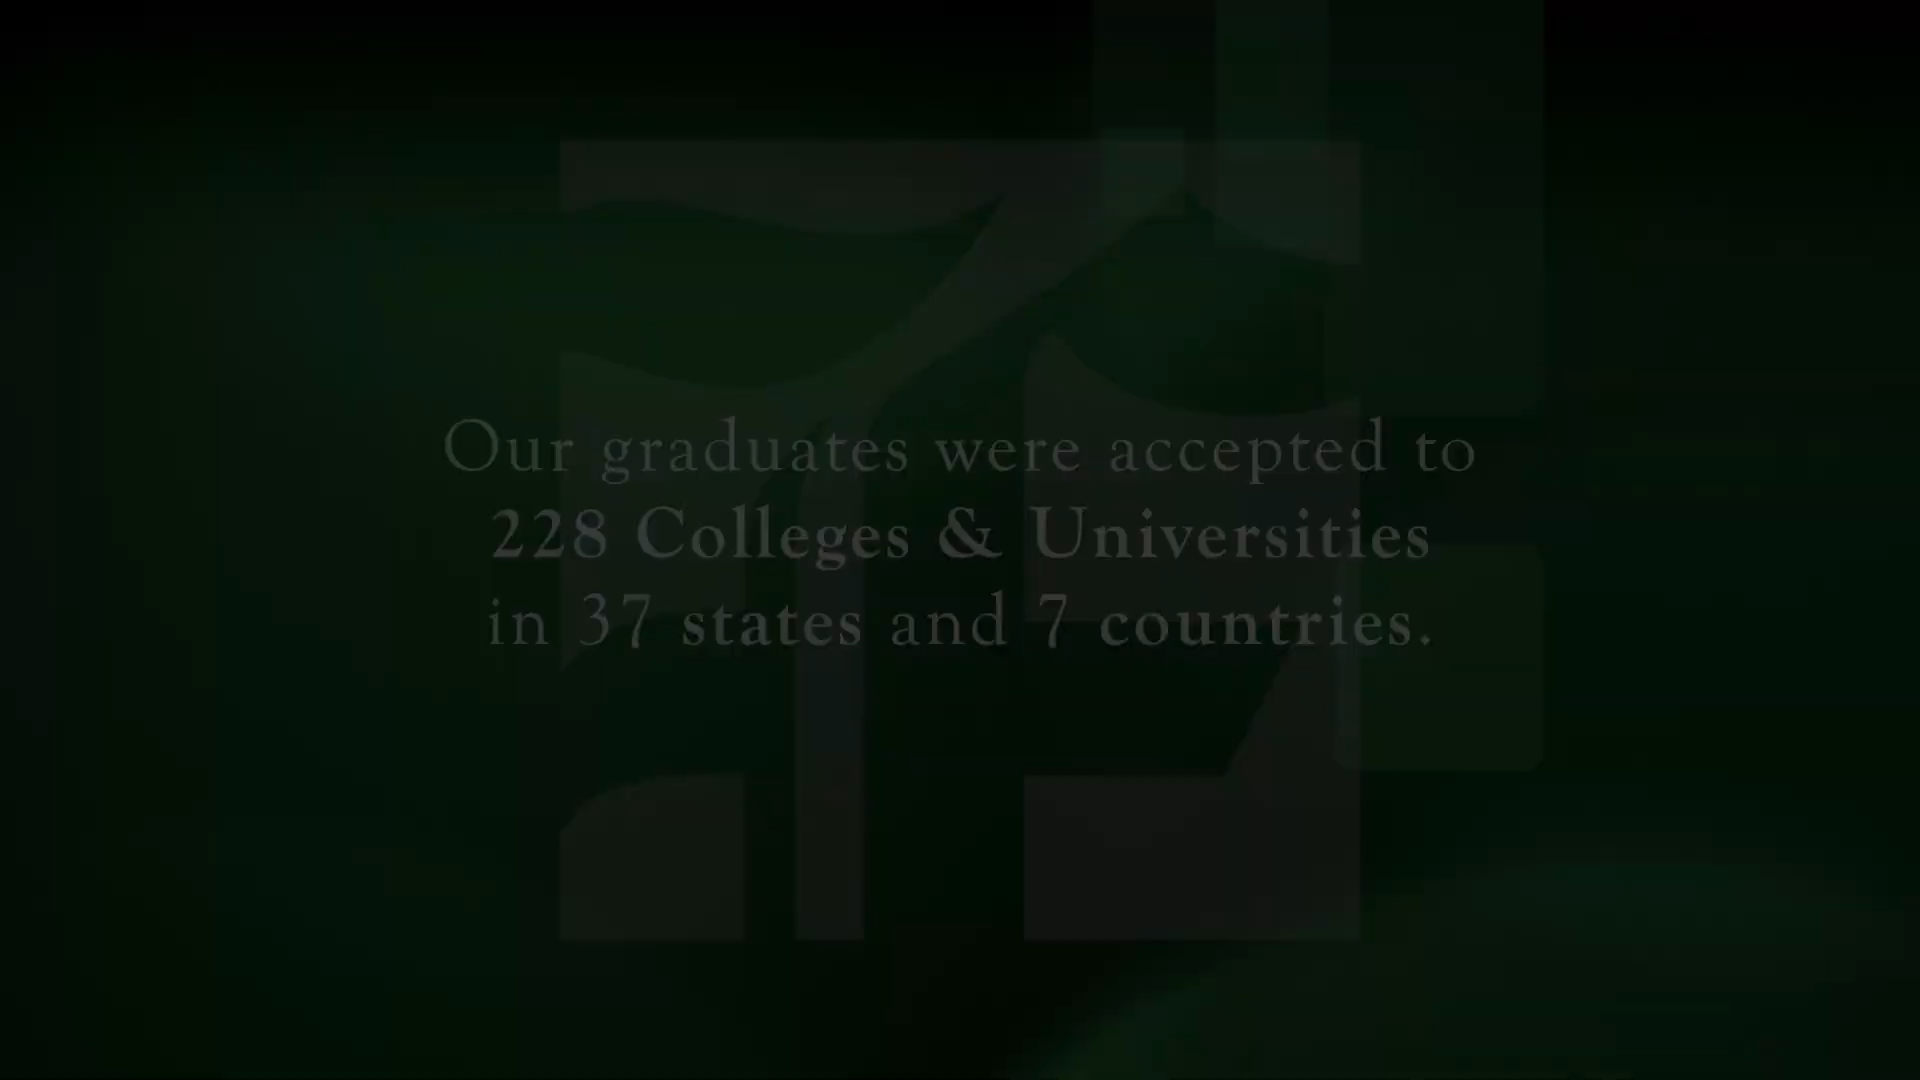 Our graduates were accepted to
228 Colleges & Universities
in 37 states and 7 countries.